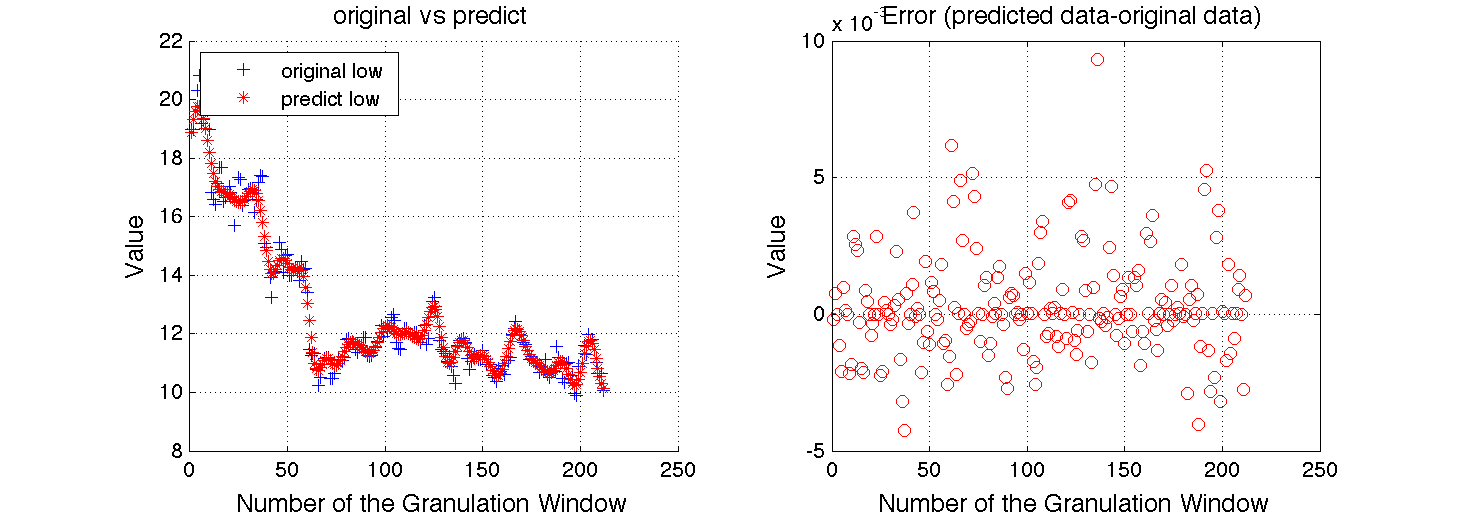 original vs predict
22
20
18
16
14
12
10
8
0
50
100
150
200
250
Value
Number of the Granulation Window
original low
predict low
x 10^-3
Error (predicted data-original data)
10
5
0
-5
0
50
100
150
200
250
Value
Number of the Granulation Window